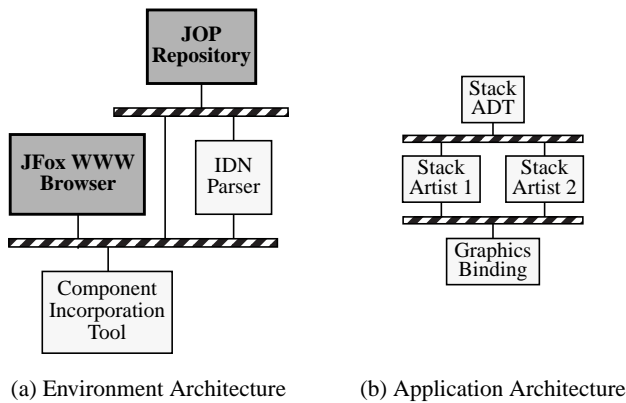 JOP
Repository
JFox WWW
Browser
IDN
Parser
Component
Incorporation
Tool
(a) Environment Architecture
Stack
ADT
Stack
Artist 1
Stack
Artist 2
Graphics
Binding
(b) Application Architecture